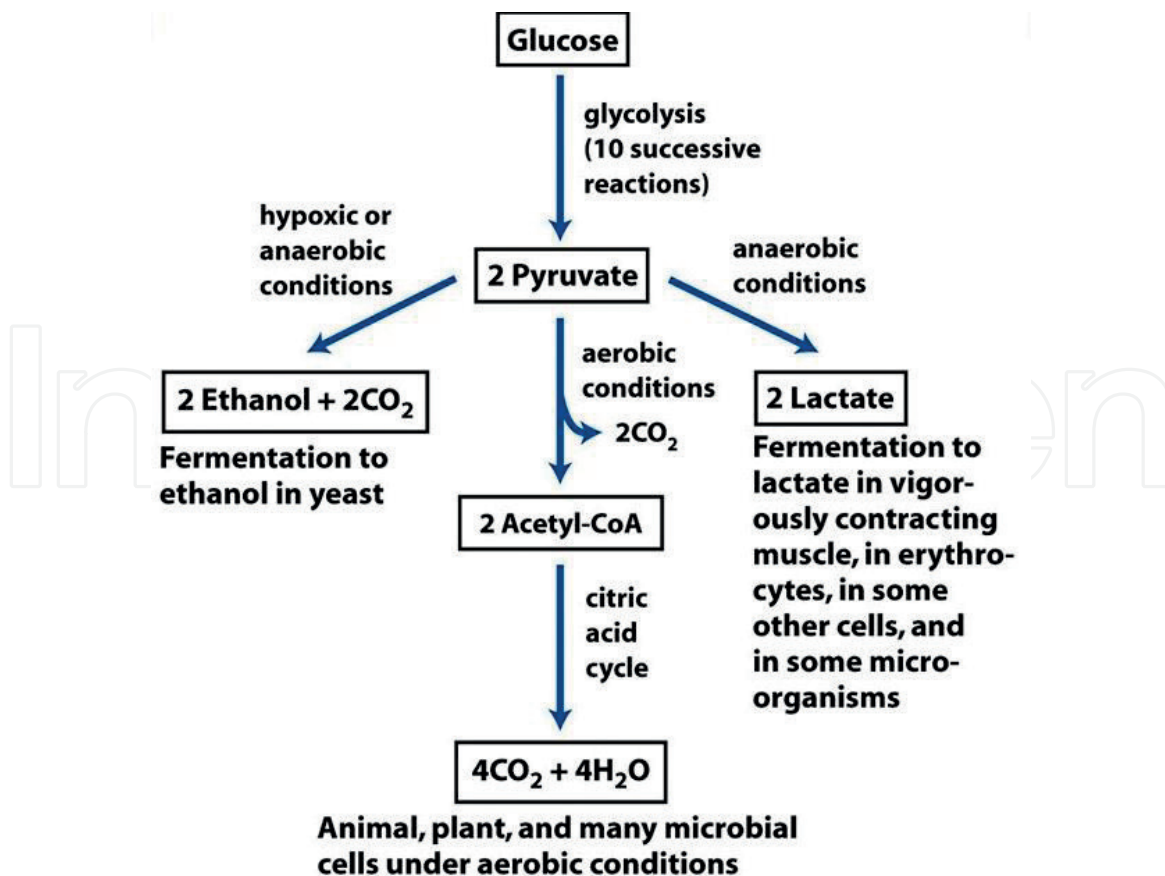 Glucose
glycolysis
(10 successive
reactions)
hypoxic or
anaerobic
conditions
2 Pyruvate
anaerobic
conditions
2 Ethanol + 2CO₂
Fermentation to
ethanol in yeast
aerobic
conditions
2CO₂
2 Lactate
Fermentation to
lactate in vigor-
ously contracting
muscle, in erythro-
cytes, in some
other cells, and
in some micro-
organisms
2 Acetyl-CoA
citric
acid
cycle
4CO₂ + 4H₂O
Animal, plant, and many microbial
cells under aerobic conditions